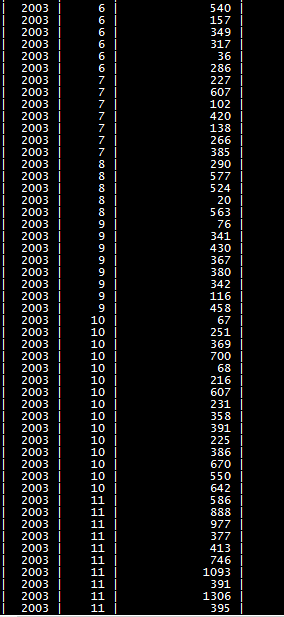 | 2003 | 6 | 540 |
| 2003 | 6 | 157 |
| 2003 | 6 | 349 |
| 2003 | 6 | 317 |
| 2003 | 6 | 36 |
| 2003 | 6 | 286 |
| 2003 | 7 | 227 |
| 2003 | 7 | 607 |
| 2003 | 7 | 102 |
| 2003 | 7 | 420 |
| 2003 | 7 | 138 |
| 2003 | 7 | 266 |
| 2003 | 7 | 385 |
| 2003 | 8 | 290 |
| 2003 | 8 | 577 |
| 2003 | 8 | 524 |
| 2003 | 8 | 20 |
| 2003 | 8 | 563 |
| 2003 | 9 | 76 |
| 2003 | 9 | 341 |
| 2003 | 9 | 430 |
| 2003 | 9 | 367 |
| 2003 | 9 | 380 |
| 2003 | 9 | 342 |
| 2003 | 9 | 116 |
| 2003 | 9 | 458 |
| 2003 | 10 | 67 |
| 2003 | 10 | 251 |
| 2003 | 10 | 369 |
| 2003 | 10 | 700 |
| 2003 | 10 | 68 |
| 2003 | 10 | 216 |
| 2003 | 10 | 607 |
| 2003 | 10 | 231 |
| 2003 | 10 | 358 |
| 2003 | 10 | 391 |
| 2003 | 10 | 225 |
| 2003 | 10 | 386 |
| 2003 | 10 | 670 |
| 2003 | 10 | 550 |
| 2003 | 10 | 642 |
| 2003 | 11 | 586 |
| 2003 | 11 | 888 |
| 2003 | 11 | 977 |
| 2003 | 11 | 377 |
| 2003 | 11 | 413 |
| 2003 | 11 | 746 |
| 2003 | 11 | 1093 |
| 2003 | 11 | 391 |
| 2003 | 11 | 1306 |
| 2003 | 11 | 395 |